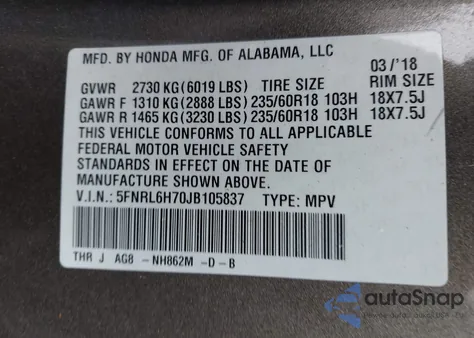 MFD. BY HONDA MFG. OF ALABAMA, LLC
03/'18
GVWR 2730 KG(6019 LBS) TIRE SIZE RIM SIZE
GAWR F 1310 KG(2888 LBS) 235/60R18 103H 18X7.5J
GAWR R 1465 KG(3230 LBS) 235/60R18 103H 18X7.5J
THIS VEHICLE CONFORMS TO ALL APPLICABLE
FEDERAL MOTOR VEHICLE SAFETY
STANDARDS IN EFFECT ON THE DATE OF
MANUFACTURE SHOWN ABOVE.
V.I.N.: 5FNRL6H70JB105837 TYPE: MPV
THR J AG8 -NH862M -D-B
autoSnap